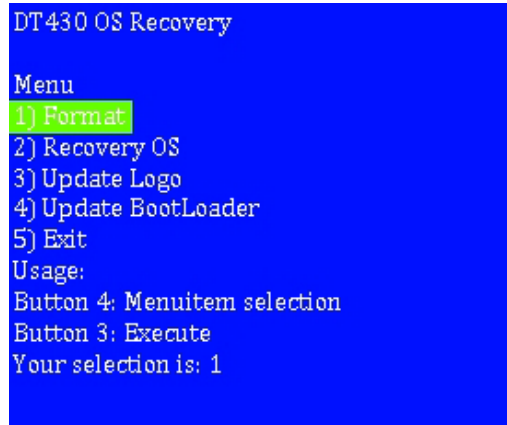 DT430 OS Recovery
Menu
1) Format
2) Recovery OS
3) Update Logo
4) Update BootLoader
5) Exit
Usage:
Button 4: Menuitem selection
Button 3: Execute
Your selection is: 1